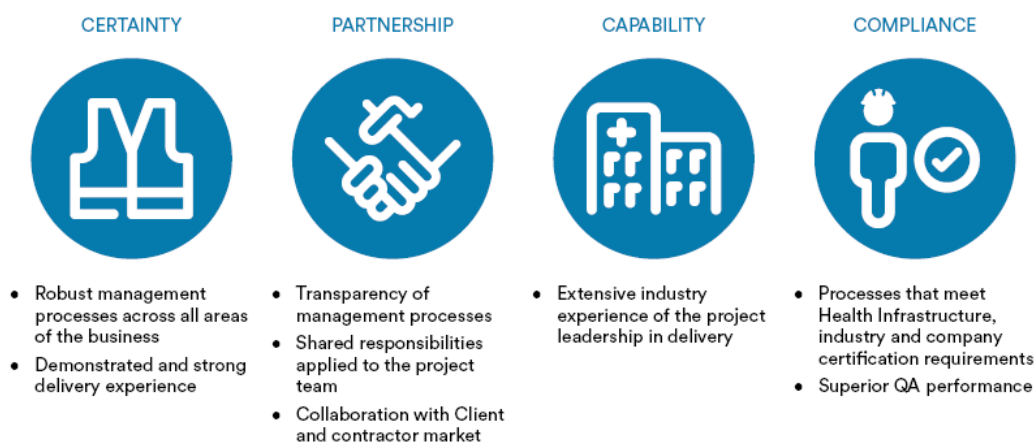 CERTAINTY
• Robust management
processes across all areas
of the business
• Demonstrated and strong
delivery experience
PARTNERSHIP
• Transparency of
management processes
• Shared responsibilities
applied to the project
team
• Collaboration with Client
and contractor market
CAPABILITY
• Extensive industry
experience of the project
leadership in delivery
COMPLIANCE
• Processes that meet
Health Infrastructure,
industry and company
certification requirements
• Superior QA performance